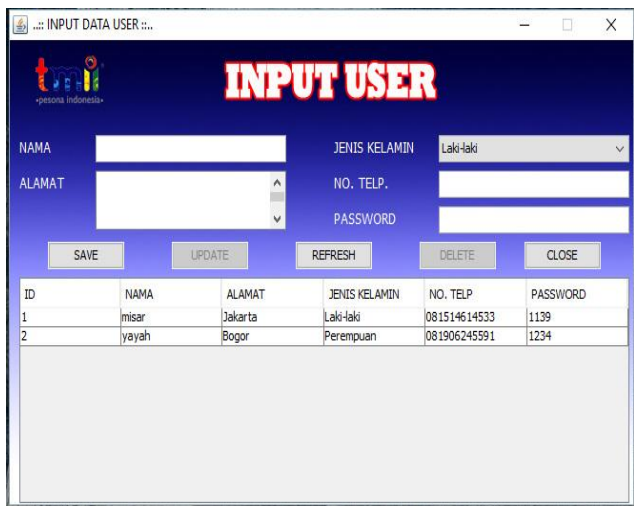 ..:: INPUT DATA USER ::..
tmii
•pesona indonesia•
INPUT USER
NAMA
JENIS KELAMIN Laki-laki
ALAMAT
NO. TELP.
PASSWORD
SAVE UPDATE REFRESH DELETE CLOSE
ID NAMA ALAMAT JENIS KELAMIN NO. TELP PASSWORD
1 misar Jakarta Laki-laki 081514614533 1139
2 yayah Bogor Perempuan 081906245591 1234